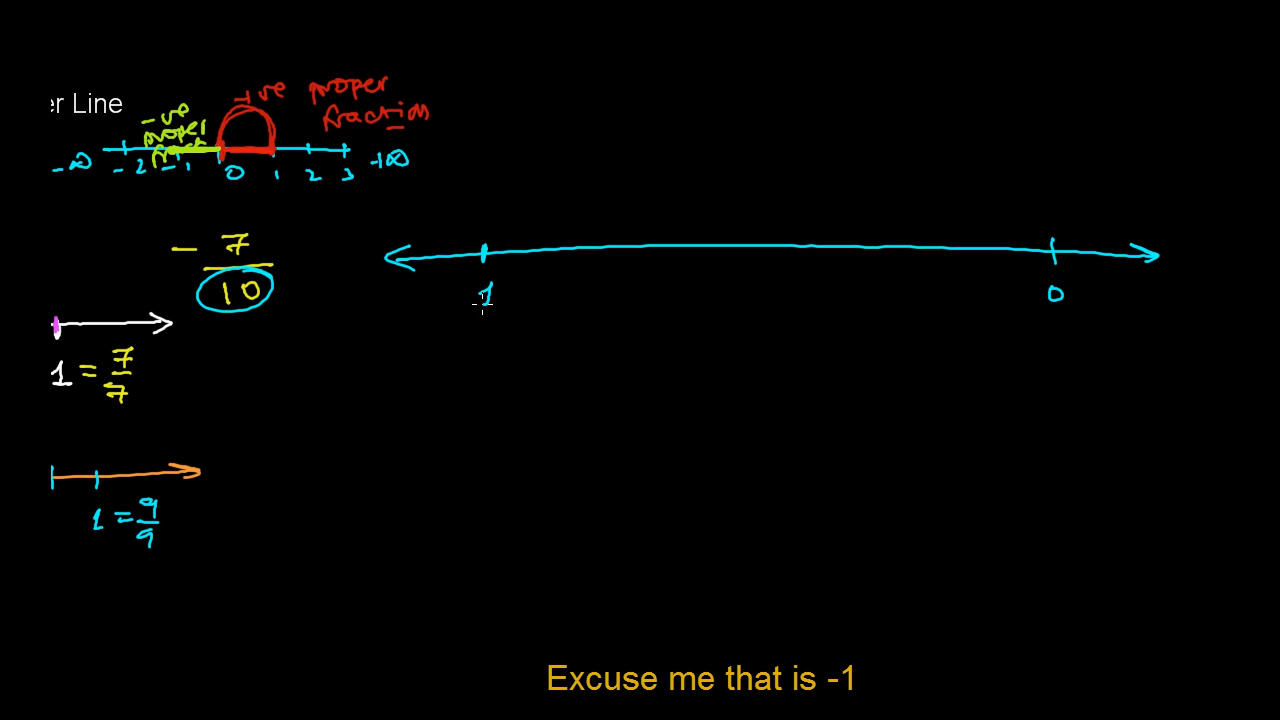 er Line
+ve proper
fraction
-ve
proper
-∞ -2 -1 0 1 2 3 +∞
- 7
10
1 0
1 = 7
7
1 = 9
9
Excuse me that is -1